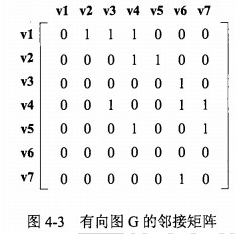 v1 v2 v3 v4 v5 v6 v7
v1 0 1 1 1 0 0 0
v2 0 0 0 1 1 0 0
v3 0 0 0 0 0 1 0
v4 0 0 1 0 0 1 1
v5 0 0 0 1 0 0 1
v6 0 0 0 0 0 0 0
v7 0 0 0 0 0 1 0
图 4-3 有向图 G 的邻接矩阵